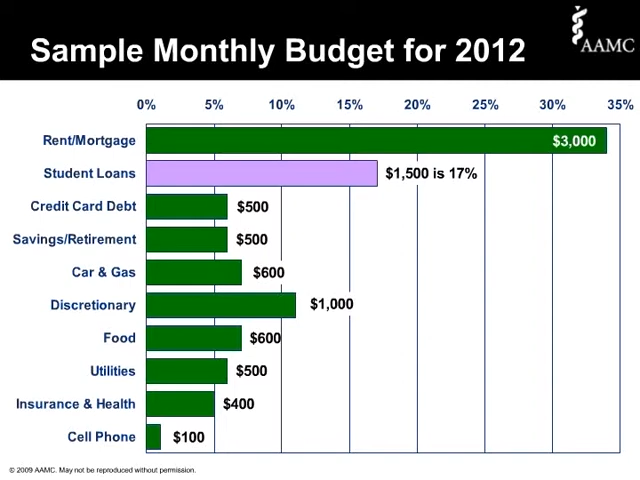 Sample Monthly Budget for 2012
AAMC
0% 5% 10% 15% 20% 25% 30% 35%
Rent/Mortgage $3,000
Student Loans $1,500 is 17%
Credit Card Debt $500
Savings/Retirement $500
Car & Gas $600
Discretionary $1,000
Food $600
Utilities $500
Insurance & Health $400
Cell Phone $100
© 2009 AAMC. May not be reproduced without permission.